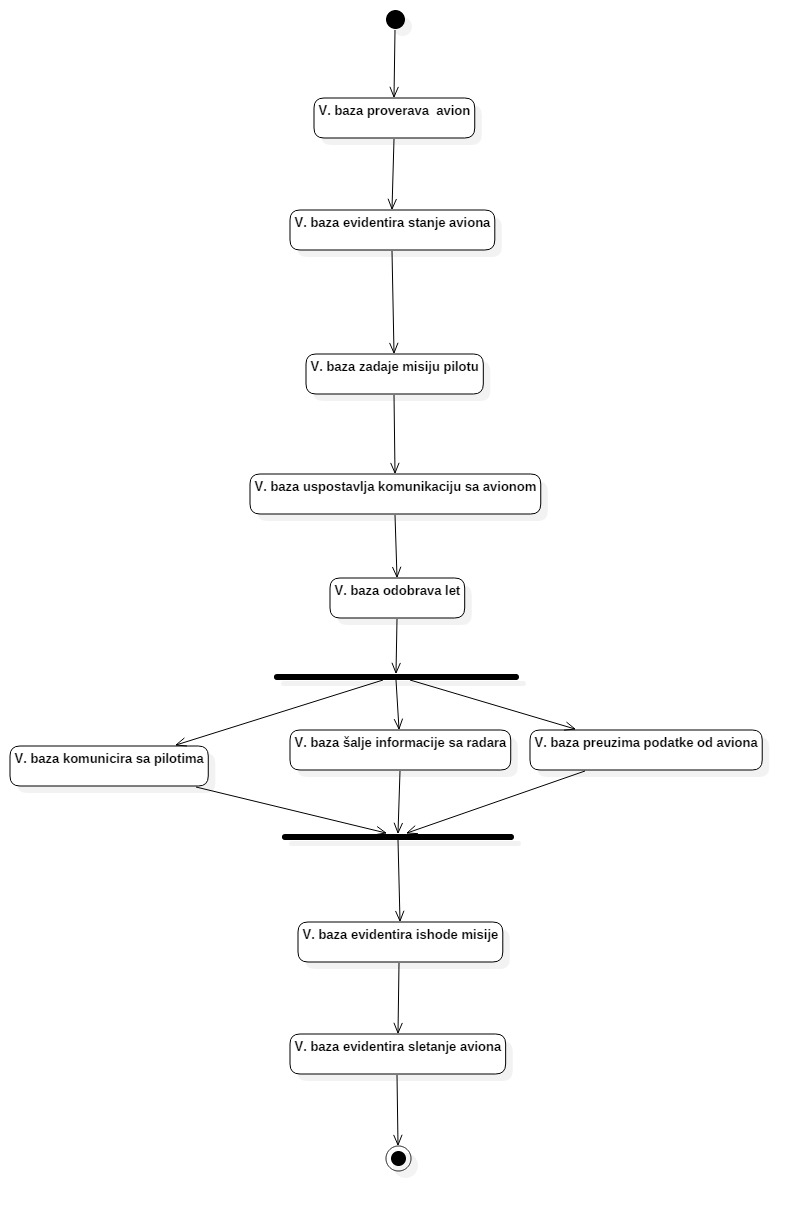 V. baza proverava  avion
V. baza evidentira stanje aviona
V. baza zadaje misiju pilotu
V. baza uspostavlja komunikaciju sa avionom
V. baza odobrava let
V. baza komunicira sa pilotima
V. baza šalje informacije sa radara
V. baza preuzima podatke od aviona
V. baza evidentira ishode misije
V. baza evidentira sletanje aviona